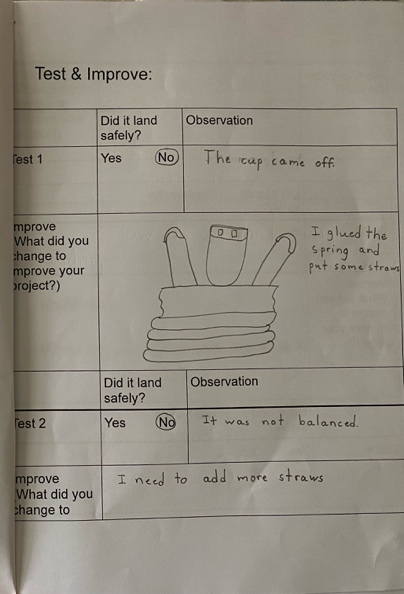 Test & Improve:
Did it land
safely?
Observation
Test 1
Yes
No
The cup came off.
mprove
What did you
change to
mprove your
project?)
I glued the
spring and
put some straws
Did it land
safely?
Observation
Test 2
Yes
No
It was not balanced.
mprove
What did you
change to
I need to add more straws